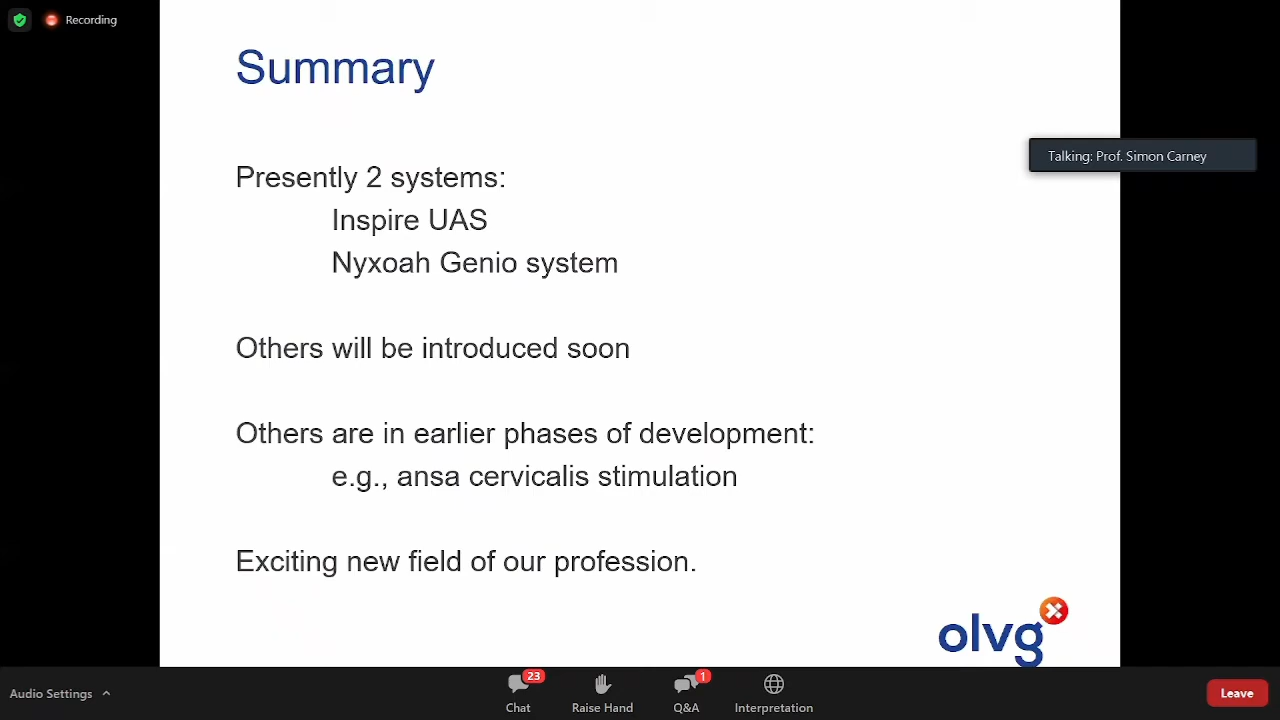 Recording
Summary
Talking: Prof. Simon Carney
Presently 2 systems:
Inspire UAS
Nyxoah Genio system
Others will be introduced soon
Others are in earlier phases of development:
e.g., ansa cervicalis stimulation
Exciting new field of our profession.
olvg
Audio Settings
23
Chat
Raise Hand
1
Q&A
Interpretation
Leave